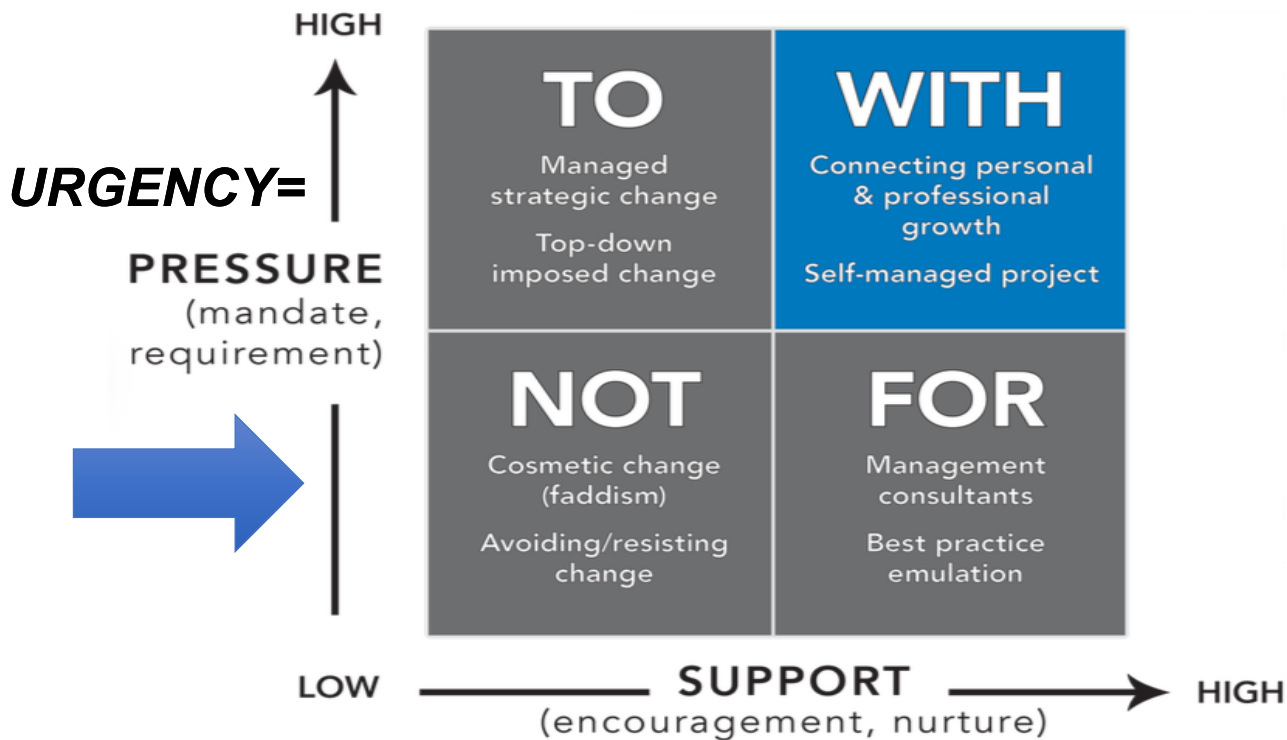 HIGH
URGENCY=
PRESSURE
(mandate,
requirement)
TO
Managed
strategic change
Top-down
imposed change
WITH
Connecting personal
& professional
growth
Self-managed project
NOT
Cosmetic change
(faddism)
Avoiding/resisting
change
FOR
Management
consultants
Best practice
emulation
LOW
SUPPORT
(encouragement, nurture)
HIGH